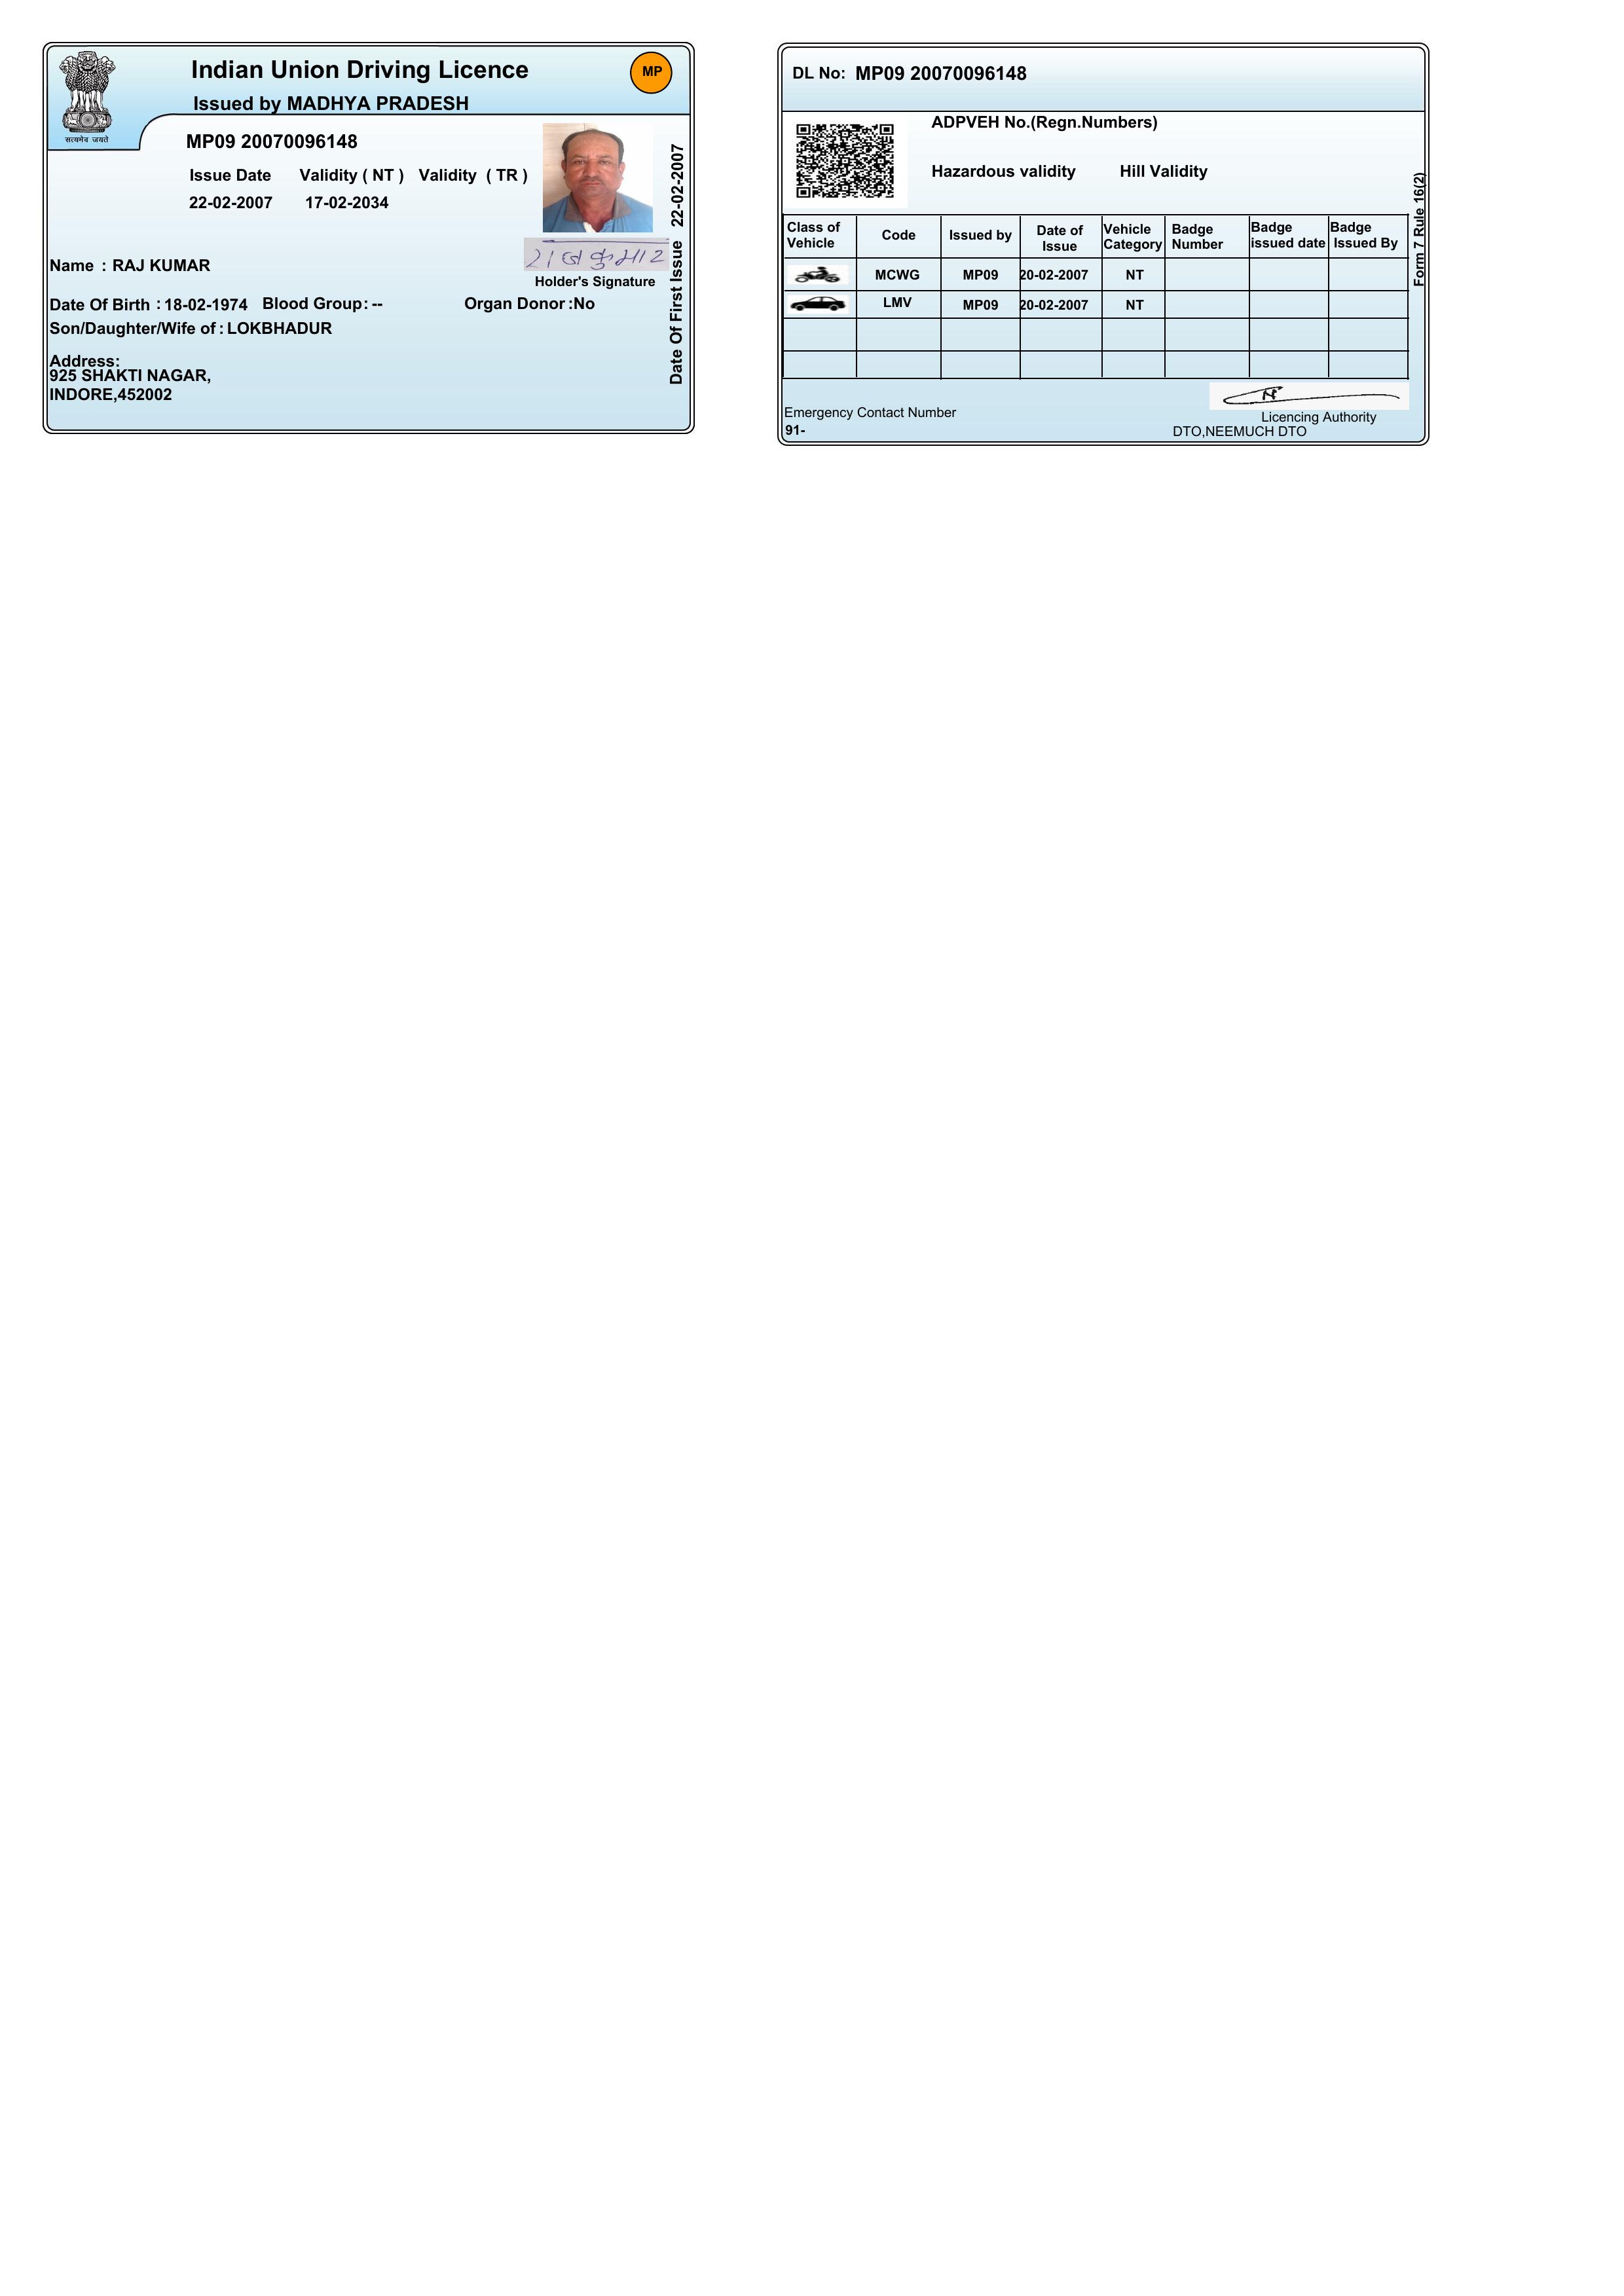 Indian Union Driving Licence
Issued by MADHYA PRADESH
MP
सत्यमेव जयते
MP09 20070096148
Issue Date Validity ( NT ) Validity ( TR )
22-02-2007 17-02-2034
Date Of First Issue 22-02-2007
राजकुमार
Holder's Signature
Name : RAJ KUMAR
Date Of Birth : 18-02-1974 Blood Group: -- Organ Donor :No
Son/Daughter/Wife of : LOKBHADUR
Address:
925 SHAKTI NAGAR,
INDORE,452002
DL No: MP09 20070096148
ADPVEH No.(Regn.Numbers)
Hazardous validity Hill Validity
Form 7 Rule 16(2)
Class of Vehicle Code Issued by Date of Issue Vehicle Category Badge Number Badge issued date Badge Issued By
MCWG MP09 20-02-2007 NT
LMV MP09 20-02-2007 NT
Emergency Contact Number
91-
Licencing Authority
DTO,NEEMUCH DTO